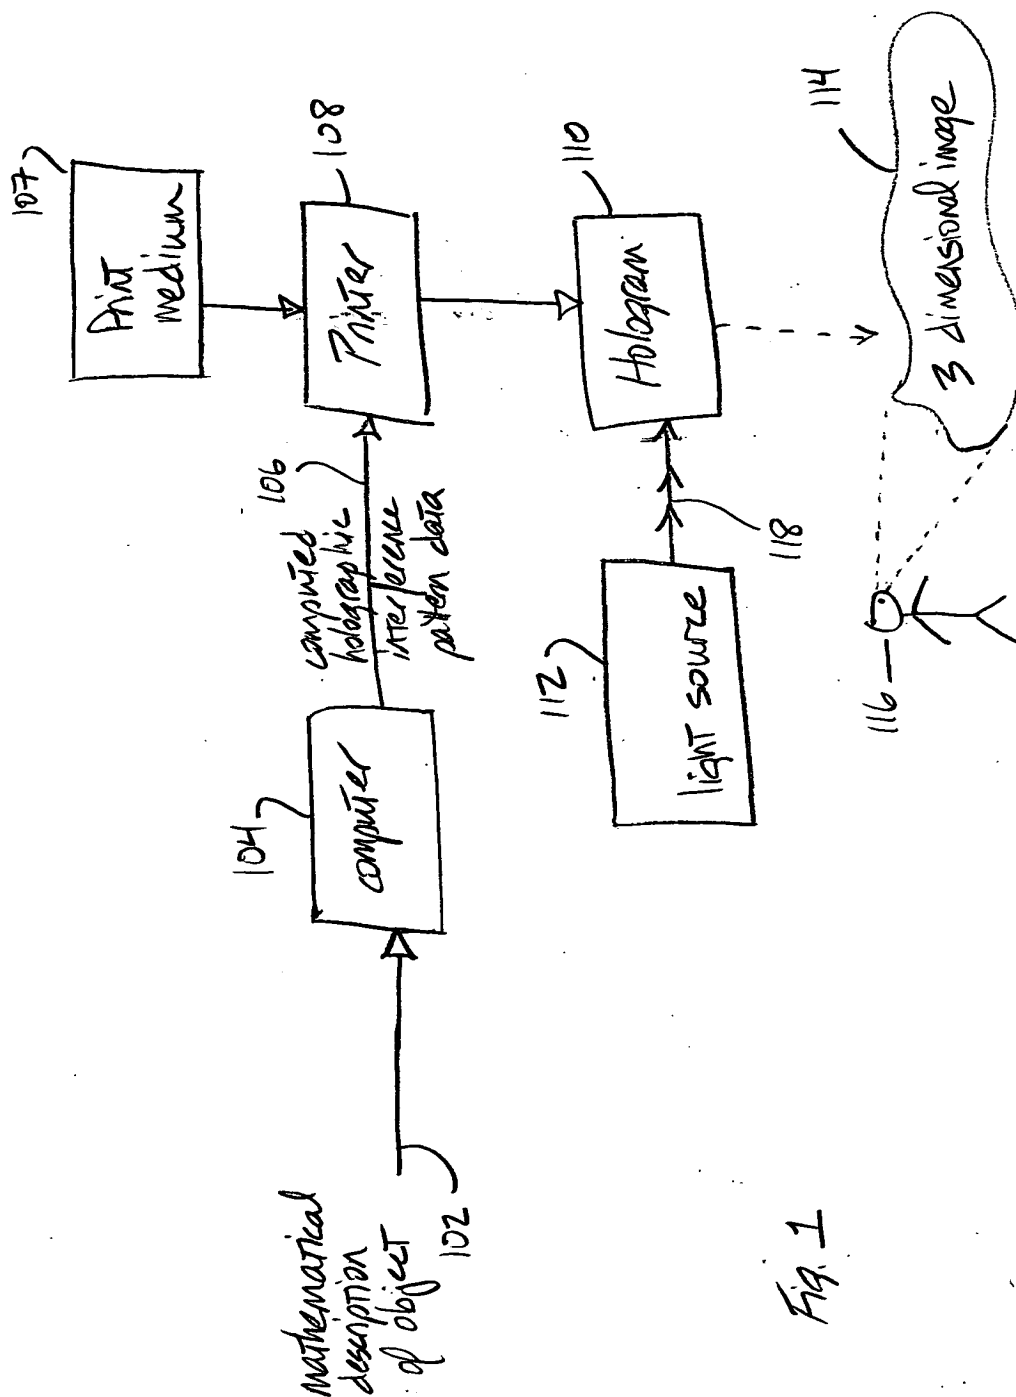 107
Print
medium
108
Printer
106
computed
holographic
interference
pattern data
104
computer
mathematical
description
of object
102
110
Hologram
112
light source
118
114
3 dimensional image
116
Fig. 1